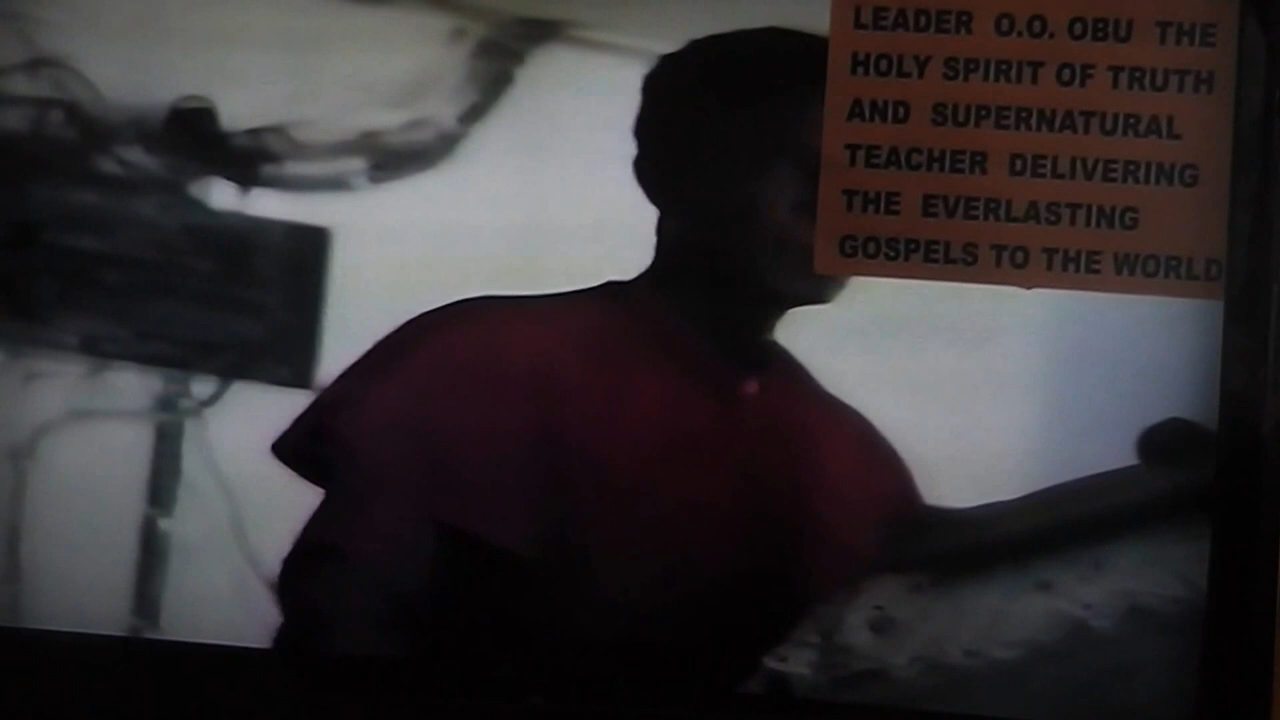 LEADER O.O. OBU THE
HOLY SPIRIT OF TRUTH
AND SUPERNATURAL
TEACHER DELIVERING
THE EVERLASTING
GOSPELS TO THE WORLD